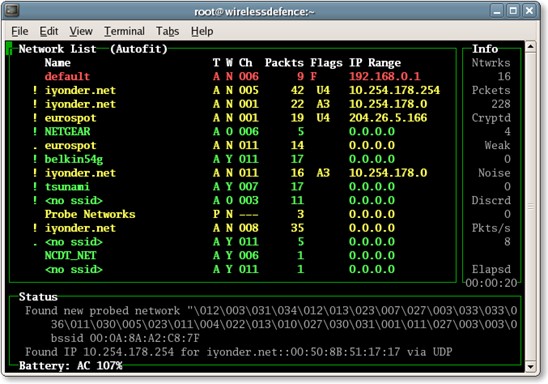 root@wirelessdefence:~
File Edit View Terminal Tabs Help
Network List (Autofit)
Name T W Ch Packts Flags IP Range
default A N 006 9 F 192.168.0.1
! iyonder.net A N 005 42 U4 10.254.178.254
! iyonder.net A N 001 22 A3 10.254.178.0
! eurospot A N 001 19 U4 204.26.5.166
! NETGEAR A O 006 5 0.0.0.0
. eurospot A N 011 14 0.0.0.0
! belkin54g A Y 011 17 0.0.0.0
! iyonder.net A N 011 16 A3 10.254.178.0
! tsunami A Y 007 17 0.0.0.0
! <no ssid> A O 003 11 0.0.0.0
Probe Networks P N --- 3 0.0.0.0
! iyonder.net A N 008 35 0.0.0.0
. <no ssid> A Y 011 5 0.0.0.0
NCDT_NET A Y 006 1 0.0.0.0
<no ssid> A Y 011 1 0.0.0.0
Info
Ntwrks
16
Pckets
228
Cryptd
4
Weak
0
Noise
0
Discrd
0
Pkts/s
8
Elapsd
00:00:20
Status
Found new probed network "\012\003\031\034\012\013\023\007\027\003\033\033\0
36\011\030\005\023\011\004\022\013\010\027\030\031\001\011\027\003\003\0
bssid 00:0A:8A:A2:C8:7F
Found IP 10.254.178.254 for iyonder.net::00:50:8B:51:17:17 via UDP
Battery: AC 107%